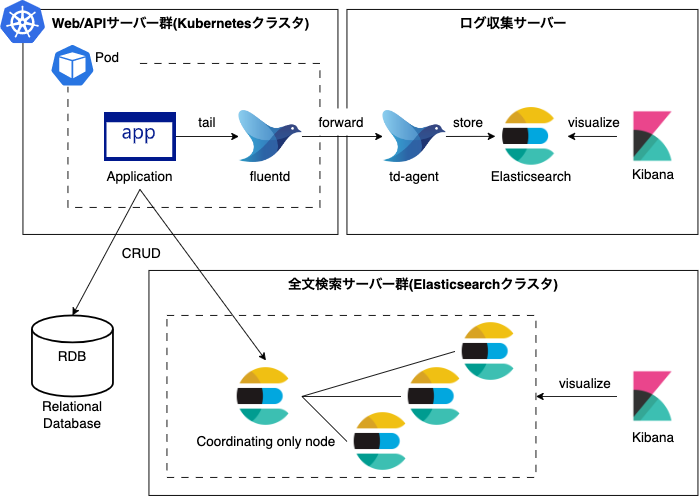 Web/APIサーバー群(Kubernetesクラスタ)
ログ収集サーバー
Pod
app
tail
forward
store
visualize
Application
fluentd
td-agent
Elasticsearch
Kibana
CRUD
全文検索サーバー群(Elasticsearchクラスタ)
RDB
Relational
Database
visualize
Coordinating only node
Kibana